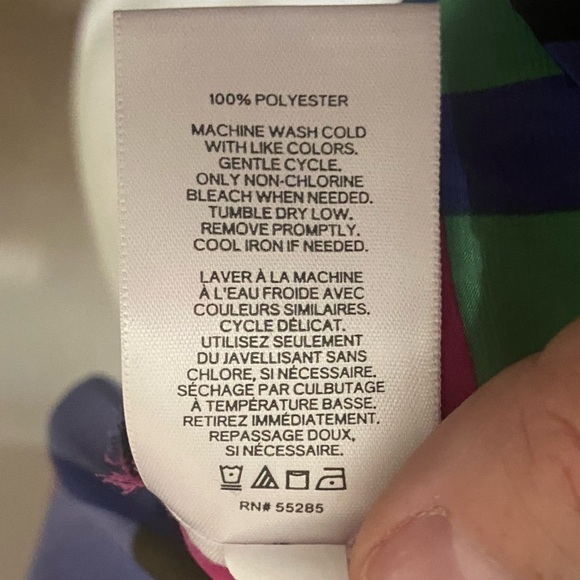 100% POLYESTER
MACHINE WASH COLD
WITH LIKE COLORS.
GENTLE CYCLE.
ONLY NON-CHLORINE
BLEACH WHEN NEEDED.
TUMBLE DRY LOW.
REMOVE PROMPTLY.
COOL IRON IF NEEDED.
LAVER À LA MACHINE
À L'EAU FROIDE AVEC
COULEURS SIMILAIRES.
CYCLE DÉLICAT.
UTILISEZ SEULEMENT
DU JAVELLISANT SANS
CHLORE, SI NÉCESSAIRE.
SÉCHAGE PAR CULBUTAGE
À TEMPÉRATURE BASSE.
RETIREZ IMMÉDIATEMENT.
REPASSAGE DOUX,
SI NÉCESSAIRE.
RN# 55285